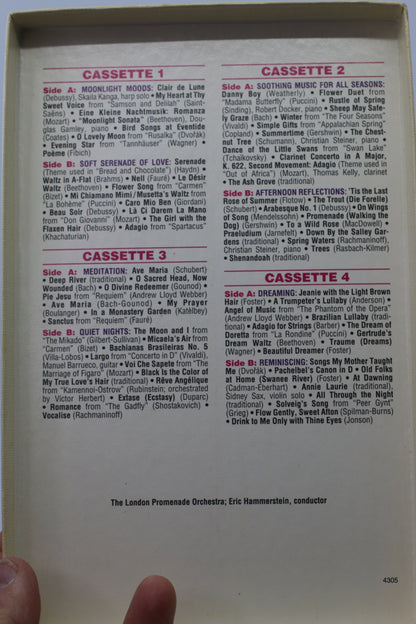 CASSETTE 1
Side A: MOONLIGHT MOODS: Clair de Lune
(Debussy), Skaila Kanga, harp solo • My Heart at Thy
Sweet Voice from "Samson and Delilah" (Saint-
Saëns) • Eine Kleine Nachtmusik: Romanza
(Mozart) • "Moonlight Sonata" (Beethoven), Douglas
Gamley, piano • Bird Songs at Eventide
(Coates) • O Lovely Moon from "Rusalka" (Dvořák)
• Evening Star from "Tannhäuser" (Wagner) •
Poème (Fibich)
Side B: SOFT SERENADE OF LOVE: Serenade
(Theme used in "Bread and Chocolate") (Haydn) •
Waltz in A-Flat (Brahms) • Nell (Fauré) • Le Désir
Waltz (Beethoven) • Flower Song from "Carmen"
(Bizet) • Mi Chiamano Mimi / Musetta's Waltz from
"La Bohème" (Puccini) • Caro Mio Ben (Giordani)
• Beau Soir (Debussy) • Là Ci Darem La Mano
from "Don Giovanni" (Mozart) • The Girl with the
Flaxen Hair (Debussy) • Adagio from "Spartacus"
(Khachaturian)
CASSETTE 3
Side A: MEDITATION: Ave Maria (Schubert)
• Deep River (traditional) • O Sacred Head, Now
Wounded (Bach) • O Divine Redeemer (Gounod) •
Pie Jesu from "Requiem" (Andrew Lloyd Webber) •
• Ave Maria (Bach-Gounod) • My Prayer
(Boulanger) • In a Monastery Garden (Katélbey)
• Sanctus from "Requiem" (Fauré)
Side B: QUIET NIGHTS: The Moon and I from
"The Mikado" (Gilbert-Sullivan) • Micaela's Air from
"Carmen" (Bizet) • Bachianas Brasileiras No. 5
(Villa-Lobos) • Largo from "Concerto in D" (Vivaldi),
Manuel Barrueco, guitar • Voi Che Sapete from "The
Marriage of Figaro" (Mozart) • Black Is the Color of
My True Love's Hair (traditional) • Rêve Angélique
from "Kamennoi-Ostrow" (Rubinstein; orchestrated
by Victor Herbert) • Extase (Ecstasy) (Duparc)
• Romance from "The Gadfly" (Shostakovich) •
Vocalise (Rachmaninoff)
CASSETTE 2
Side A: SOOTHING MUSIC FOR ALL SEASONS:
Danny Boy (Weatherly) • Flower Duet from
"Madama Butterfly" (Puccini) • Rustle of Spring
(Sinding), Robert Docker, piano • Sheep May Safely
Graze (Bach) • Winter from "The Four Seasons"
(Vivaldi) • Simple Gifts from "Appalachian Spring"
(Copland) • Summertime (Gershwin) • The Chestnut
Tree (Schumann), Christian Steiner, piano •
Dance of the Little Swans from "Swan Lake"
(Tchaikovsky) • Clarinet Concerto in A Major,
K. 622, Second Movement: Adagio (Theme used in
"Out of Africa") (Mozart), Thomas Kelly, clarinet
• The Ash Grove (traditional)
Side B: AFTERNOON REFLECTIONS: 'Tis the Last
Rose of Summer (Flotow) • The Trout (Die Forelle)
(Schubert) • Arabesque No. 1 (Debussy) • On Wings
of Song (Mendelssohn) • Promenade (Walking the
Dog) (Gershwin) • To a Wild Rose (MacDowell) •
Praeludium (Jarnefelt) • Down By the Salley Gardens
(traditional) • Spring Waters (Rachmaninoff),
Christian Steiner, piano • Trees (Rasbach-Kilmer)
• Shenandoah (traditional)
CASSETTE 4
Side A: DREAMING: Jeanie with the Light Brown
Hair (Foster) • A Trumpeter's Lullaby (Anderson) •
Angel of Music from "The Phantom of the Opera"
(Andrew Lloyd Webber) • Brazilian Lullaby (traditional)
• Adagio for Strings (Barber) • The Dream of
Doretta from "La Rondine" (Puccini) • Gertrude's
Dream Waltz (Beethoven) • Traume (Dreams)
(Wagner) • Beautiful Dreamer (Foster)
Side B: REMINISCING: Songs My Mother Taught
Me (Dvořák) • Pachelbel's Canon in D • Old Folks
at Home (Swanee River) (Foster) • At Dawning
(Cadman-Eberhart) • Annie Laurie (traditional),
Sidney Sax, violin solo • All Through the Night
(traditional) • Solveig's Song from "Peer Gynt"
(Grieg) • Flow Gently, Sweet Afton (Spilman-Burns)
• Drink to Me Only with Thine Eyes (Jonson)
The London Promenade Orchestra; Eric Hammerstein, conductor
4305